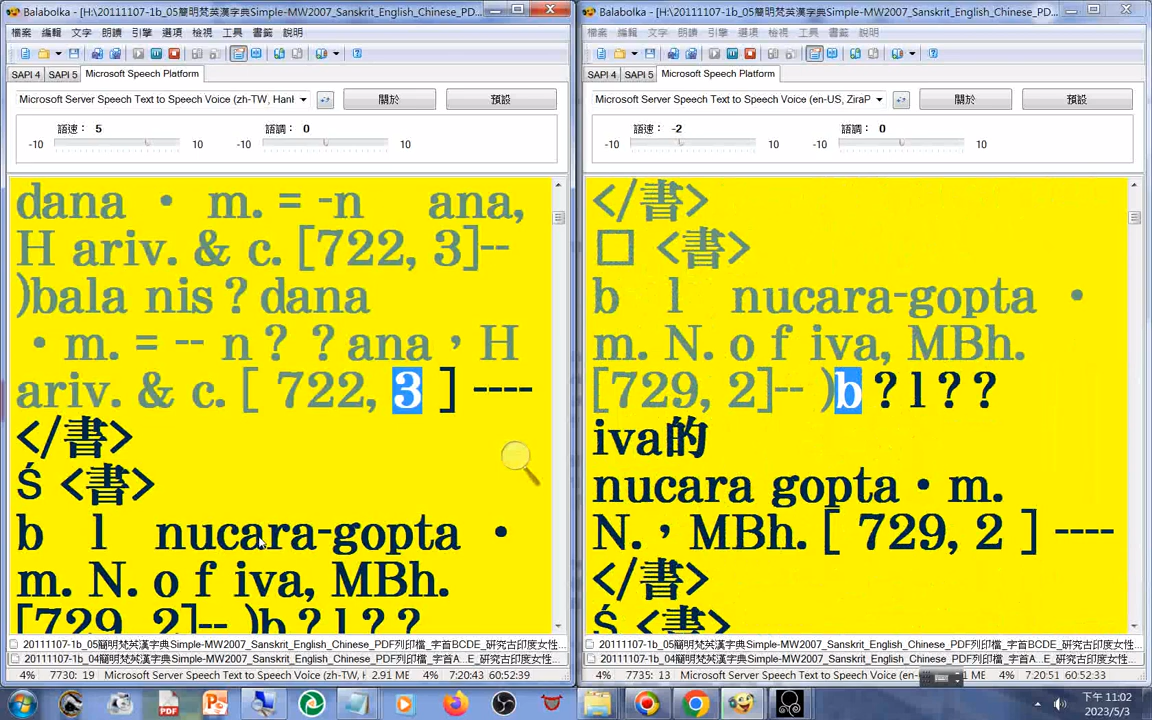 Balabolka - [H:\20111107-1b_05簡明梵英漢字典Simple-MW2007_Sanskrit_English_Chinese_PD...
檔案 編輯 文字 朗讀 引擎 選項 檢視 工具 書籤 說明
SAPI 4 SAPI 5 Microsoft Speech Platform
Microsoft Server Speech Text to Speech Voice (zh-TW, Hanl
關於 預設
語速： 5 語調： 0
-10 10 -10 10
dana • m. = -n ana,
H ariv. & c. [722, 3]--
)bala nis ? dana
• m. = -- n ? ? ana，H
ariv. & c. [ 722, 3 ] ----
</書>
Ś <書>
b l nucara-gopta •
m. N. o f iva, MBh.
[729, 2]-- )b ? l ? ?
20111107-1b_05簡明梵英漢字典Simple-MW2007_Sanskrit_English_Chinese_PDF列印檔_字首BCDE_研究古印度女性...
20111107-1b_04簡明梵英漢字典Simple-MW2007_Sanskrit_English_Chinese_PDF列印檔_字首A...E_研究古印度女性...
4% 7730: 19 Microsoft Server Speech Text to Speech Voice (zh-TW, H 2.91 ME 4% 7:20:43 60:52:39
Balabolka - [H:\20111107-1b_05簡明梵英漢字典Simple-MW2007_Sanskrit_English_Chinese_PD...
檔案 編輯 文字 朗讀 引擎 選項 檢視 工具 書籤 說明
SAPI 4 SAPI 5 Microsoft Speech Platform
Microsoft Server Speech Text to Speech Voice (en-US, ZiraP
關於 預設
語速： -2 語調： 0
-10 10 -10 10
</書>
□ <書>
b l nucara-gopta •
m. N. o f iva, MBh.
[729, 2]-- )b ? l ? ?
iva的
nucara gopta • m.
N.，MBh. [ 729, 2 ] ----
</書>
Ś <書>
20111107-1b_05簡明梵英漢字典Simple-MW2007_Sanskrit_English_Chinese_PDF列印檔_字首BCDE_研究古印度女性...
20111107-1b_04簡明梵英漢字典Simple-MW2007_Sanskrit_English_Chinese_PDF列印檔_字首A...E_研究古印度女性...
4% 7735: 13 Microsoft Server Speech Text to Speech Voice (en-U ME 4% 7:20:51 60:52:33
PDF
下午 11:02
2023/5/3